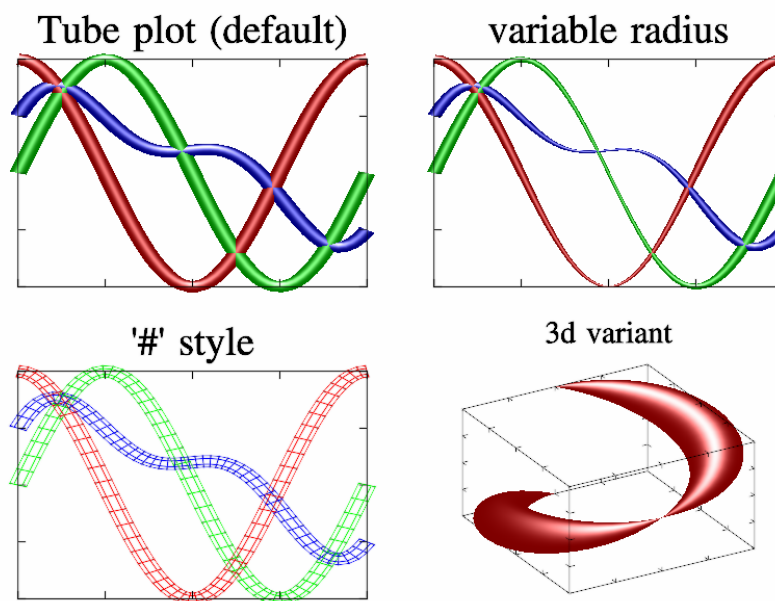 Tube plot (default)
variable radius
'#' style
3d variant